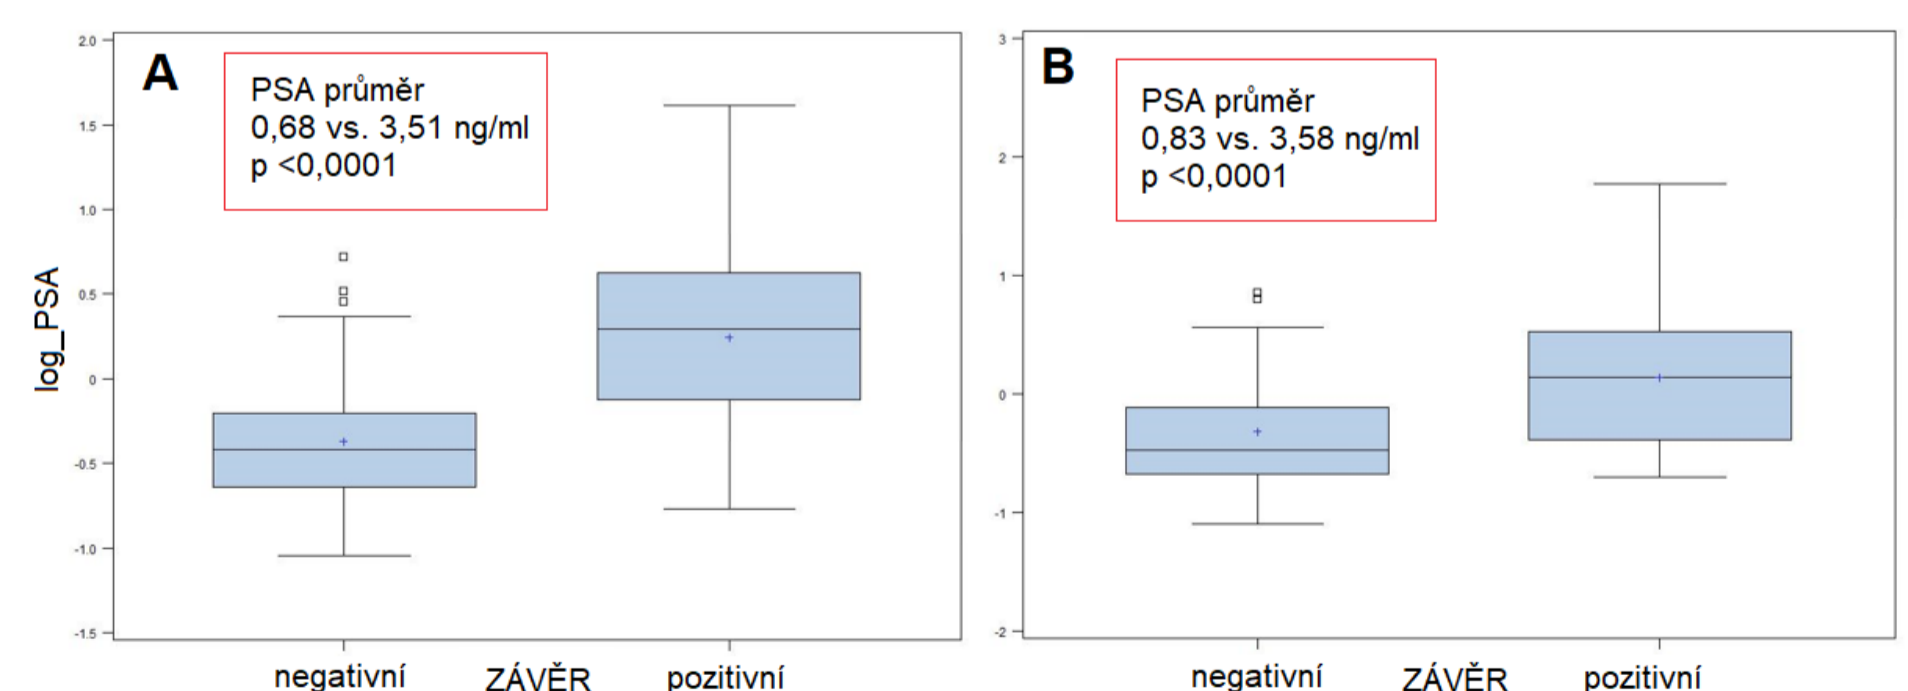 A
PSA průměr
0,68 vs. 3,51 ng/ml
p <0,0001
log_PSA
2.0
1.5
1.0
0.5
0
-0.5
-1.0
-1.5
negativní ZÁVĚR pozitivní
B
PSA průměr
0,83 vs. 3,58 ng/ml
p <0,0001
3
2
1
0
-1
-2
negativní ZÁVĚR pozitivní